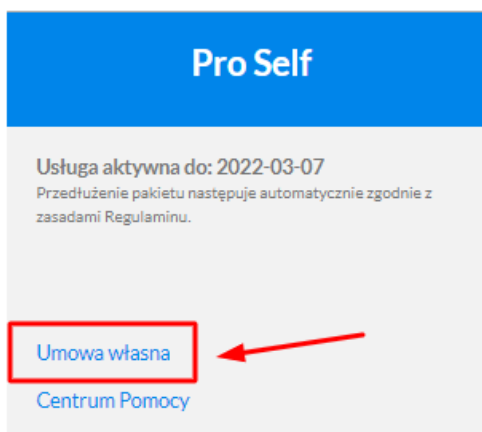 Pro Self
Usługa aktywna do: 2022-03-07
Przedłużenie pakietu następuje automatycznie zgodnie z
zasadami Regulaminu.
Umowa własna
Centrum Pomocy